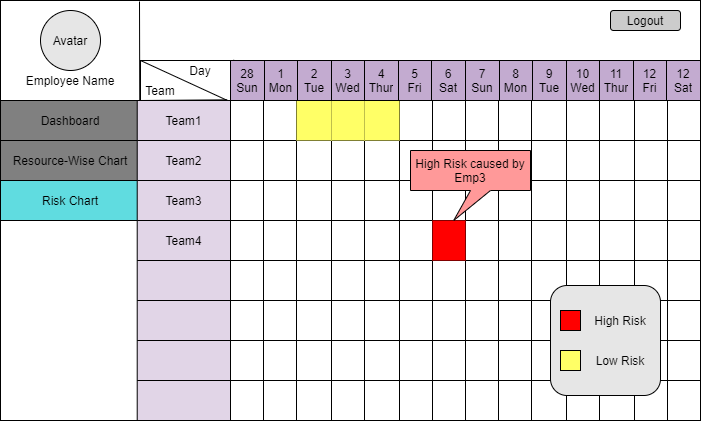 Logout
Avatar
Employee Name
Day
Team
28 1 2 3 4 5 6 7 8 9 10 11 12 12
Sun Mon Tue Wed Thur Fri Sat Sun Mon Tue Wed Thur Fri Sat
Dashboard
Team1
Resource-Wise Chart
Team2
High Risk caused by
Emp3
Risk Chart
Team3
Team4
High Risk
Low Risk